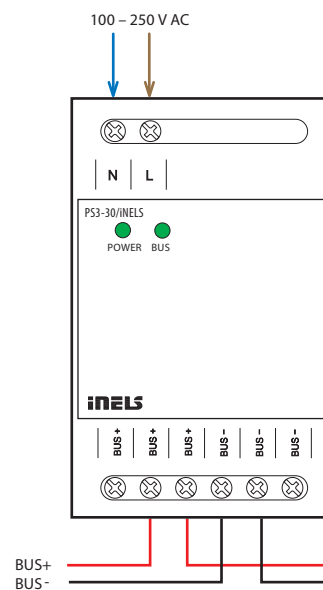 100 – 250 V AC
N L
PS3-30/iNELS
POWER BUS
iNELS
BUS + BUS + BUS + BUS – BUS – BUS –
BUS+
BUS-